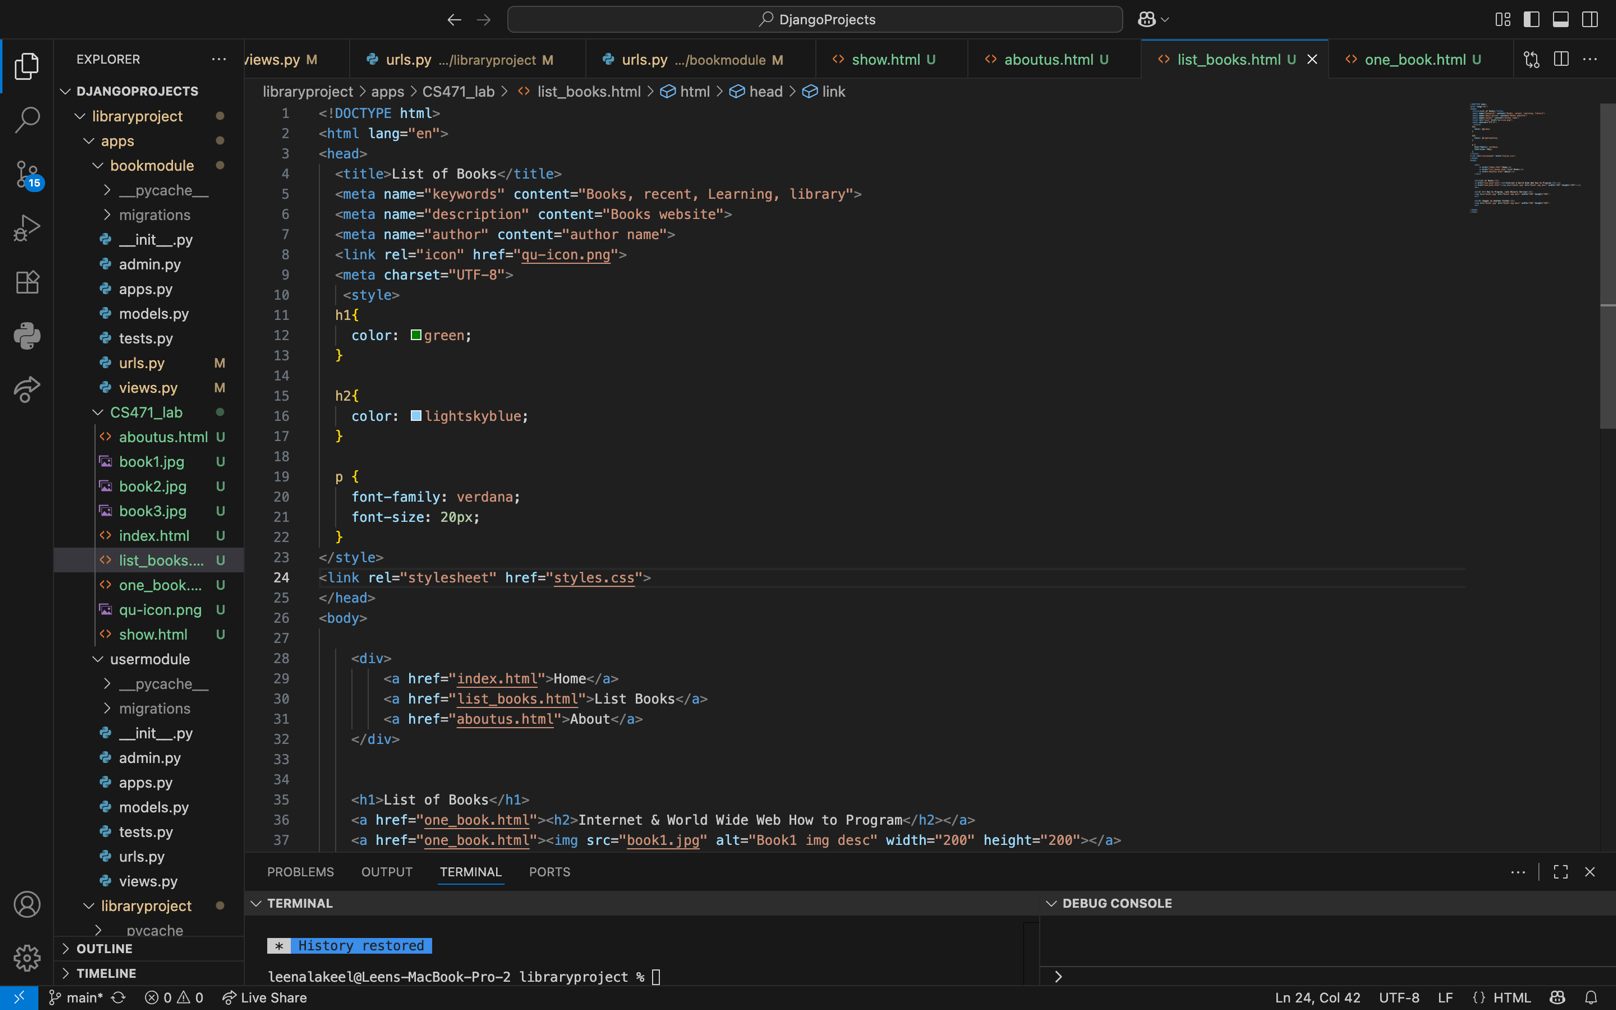 DjangoProjects
EXPLORER
views.py M
urls.py .../libraryproject M
urls.py .../bookmodule M
show.html U
aboutus.html U
list_books.html U
one_book.html U
libraryproject > apps > CS471_lab > list_books.html > html > head > link
DJANGOPROJECTS
libraryproject
apps
bookmodule
__pycache__
migrations
__init__.py
admin.py
apps.py
models.py
tests.py
urls.py M
views.py M
CS471_lab
aboutus.html U
book1.jpg U
book2.jpg U
book3.jpg U
index.html U
list_books.... U
one_book.... U
qu-icon.png U
show.html U
usermodule
__pycache__
migrations
__init__.py
admin.py
apps.py
models.py
tests.py
urls.py
views.py
libraryproject
pycache
OUTLINE
TIMELINE
15
1 <!DOCTYPE html>
2 <html lang="en">
3 <head>
4 <title>List of Books</title>
5 <meta name="keywords" content="Books, recent, Learning, library">
6 <meta name="description" content="Books website">
7 <meta name="author" content="author name">
8 <link rel="icon" href="qu-icon.png">
9 <meta charset="UTF-8">
10 <style>
11 h1{
12 color: green;
13 }
14
15 h2{
16 color: lightskyblue;
17 }
18
19 p {
20 font-family: verdana;
21 font-size: 20px;
22 }
23 </style>
24 <link rel="stylesheet" href="styles.css">
25 </head>
26 <body>
27
28 <div>
29 <a href="index.html">Home</a>
30 <a href="list_books.html">List Books</a>
31 <a href="aboutus.html">About</a>
32 </div>
33
34
35 <h1>List of Books</h1>
36 <a href="one_book.html"><h2>Internet & World Wide Web How to Program</h2></a>
37 <a href="one_book.html"><img src="book1.jpg" alt="Book1 img desc" width="200" height="200"></a>
PROBLEMS OUTPUT TERMINAL PORTS
TERMINAL
DEBUG CONSOLE
* History restored
leenalakeel@Leens-MacBook-Pro-2 libraryproject %
main* 0 0 Live Share
Ln 24, Col 42 UTF-8 LF {} HTML